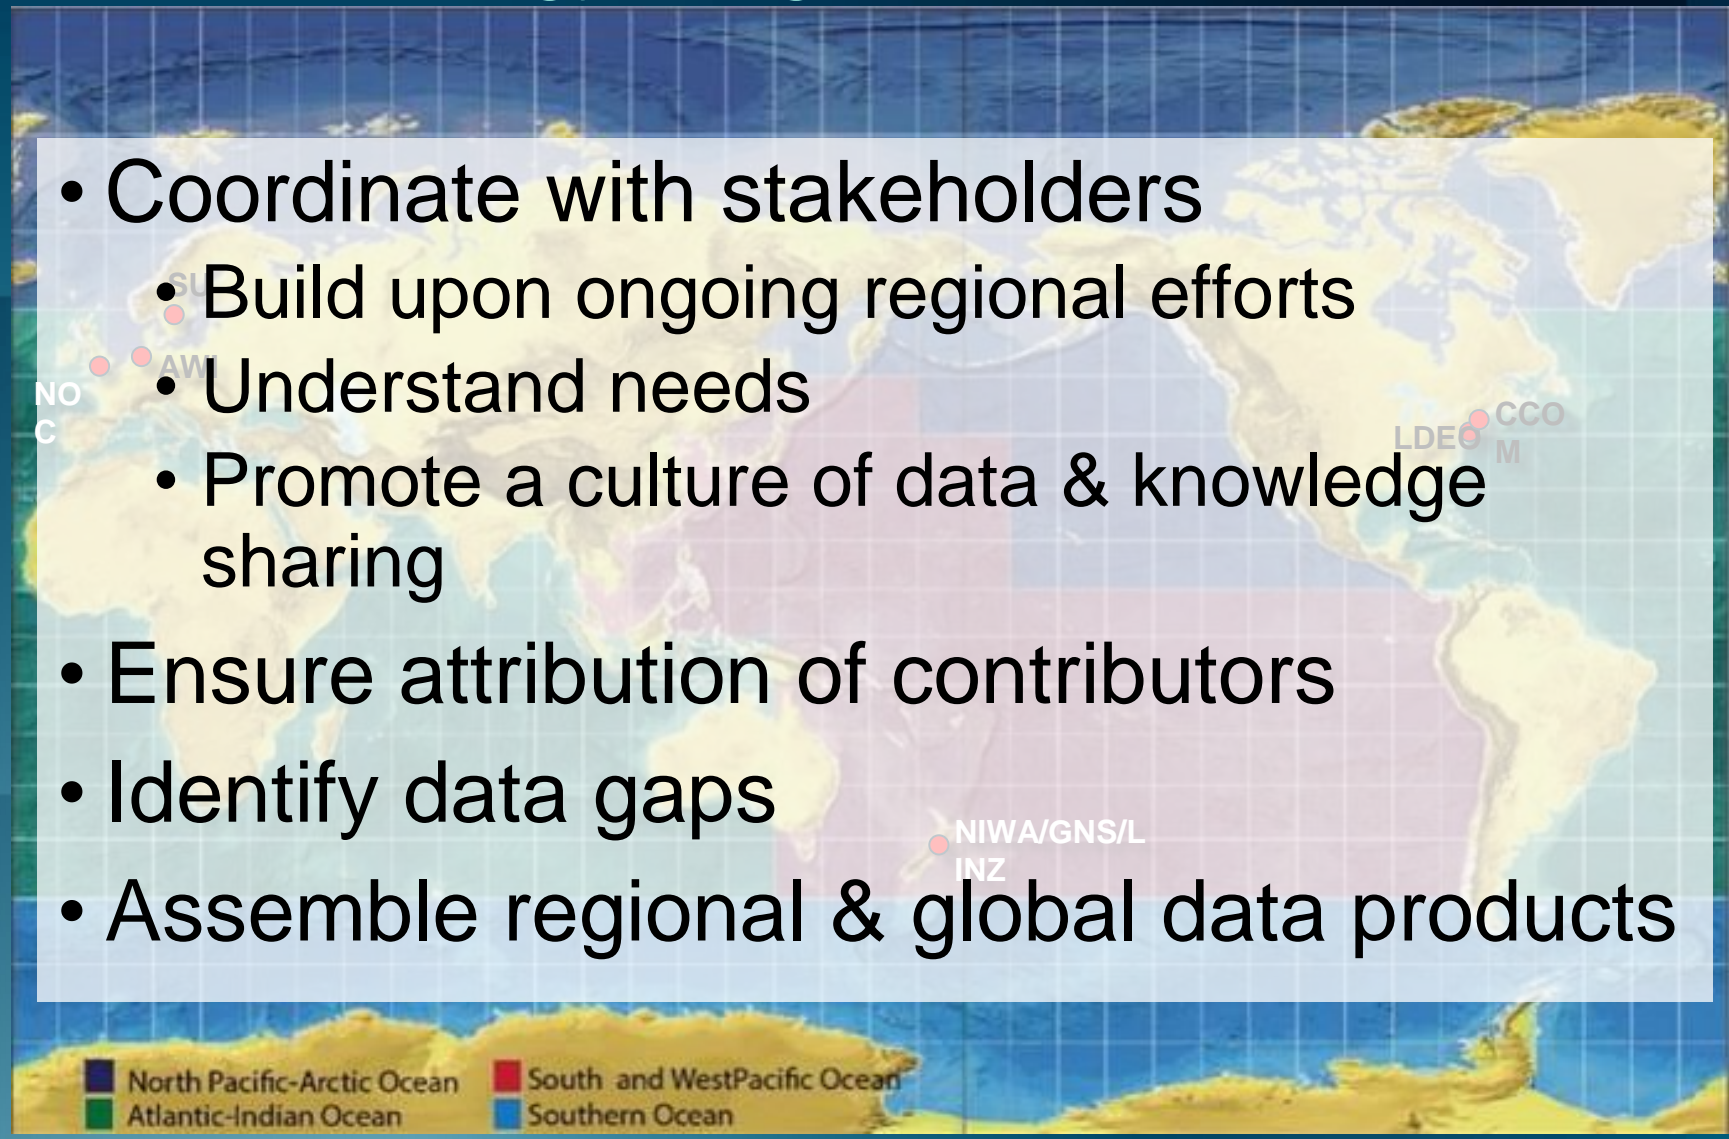 • Coordinate with stakeholders
• Build upon ongoing regional efforts
• Understand needs
• Promote a culture of data & knowledge
sharing
• Ensure attribution of contributors
• Identify data gaps
• Assemble regional & global data products
SU
AWI
NO
C
CCO
M
LDEO
NIWA/GNS/L
INZ
North Pacific-Arctic Ocean
Atlantic-Indian Ocean
South and WestPacific Ocean
Southern Ocean